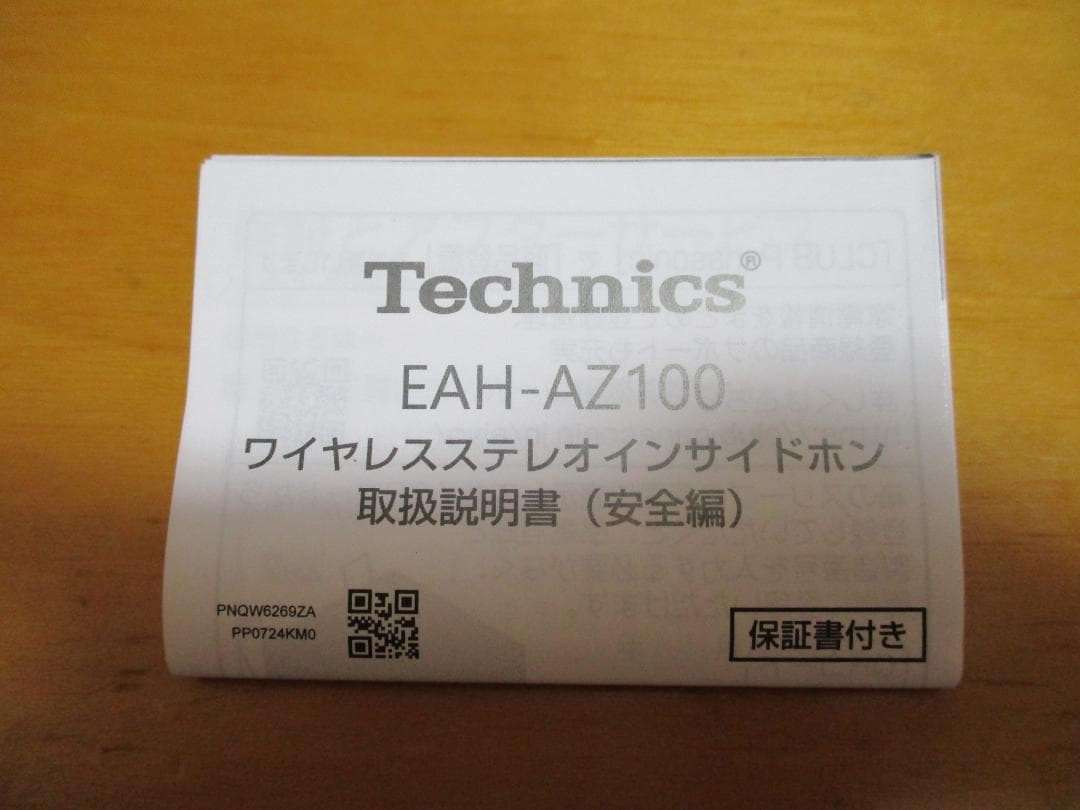 Technics®
EAH-AZ100
ワイヤレスステレオインサイドホン
取扱説明書（安全編）
PNQW6269ZA
PP0724KM0
保証書付き